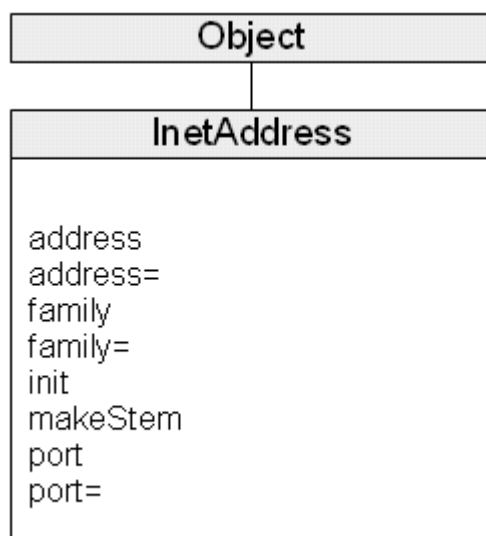 Object
InetAddress
address
address=
family
family=
init
makeStem
port
port=